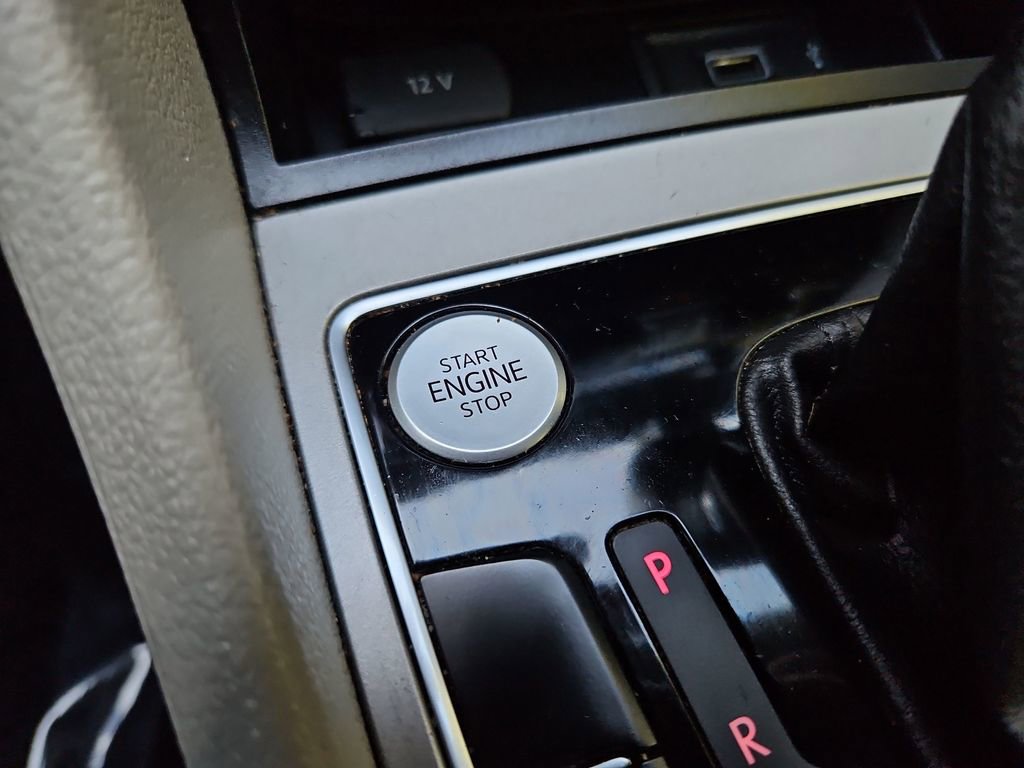 12 V
START
ENGINE
STOP
P
R